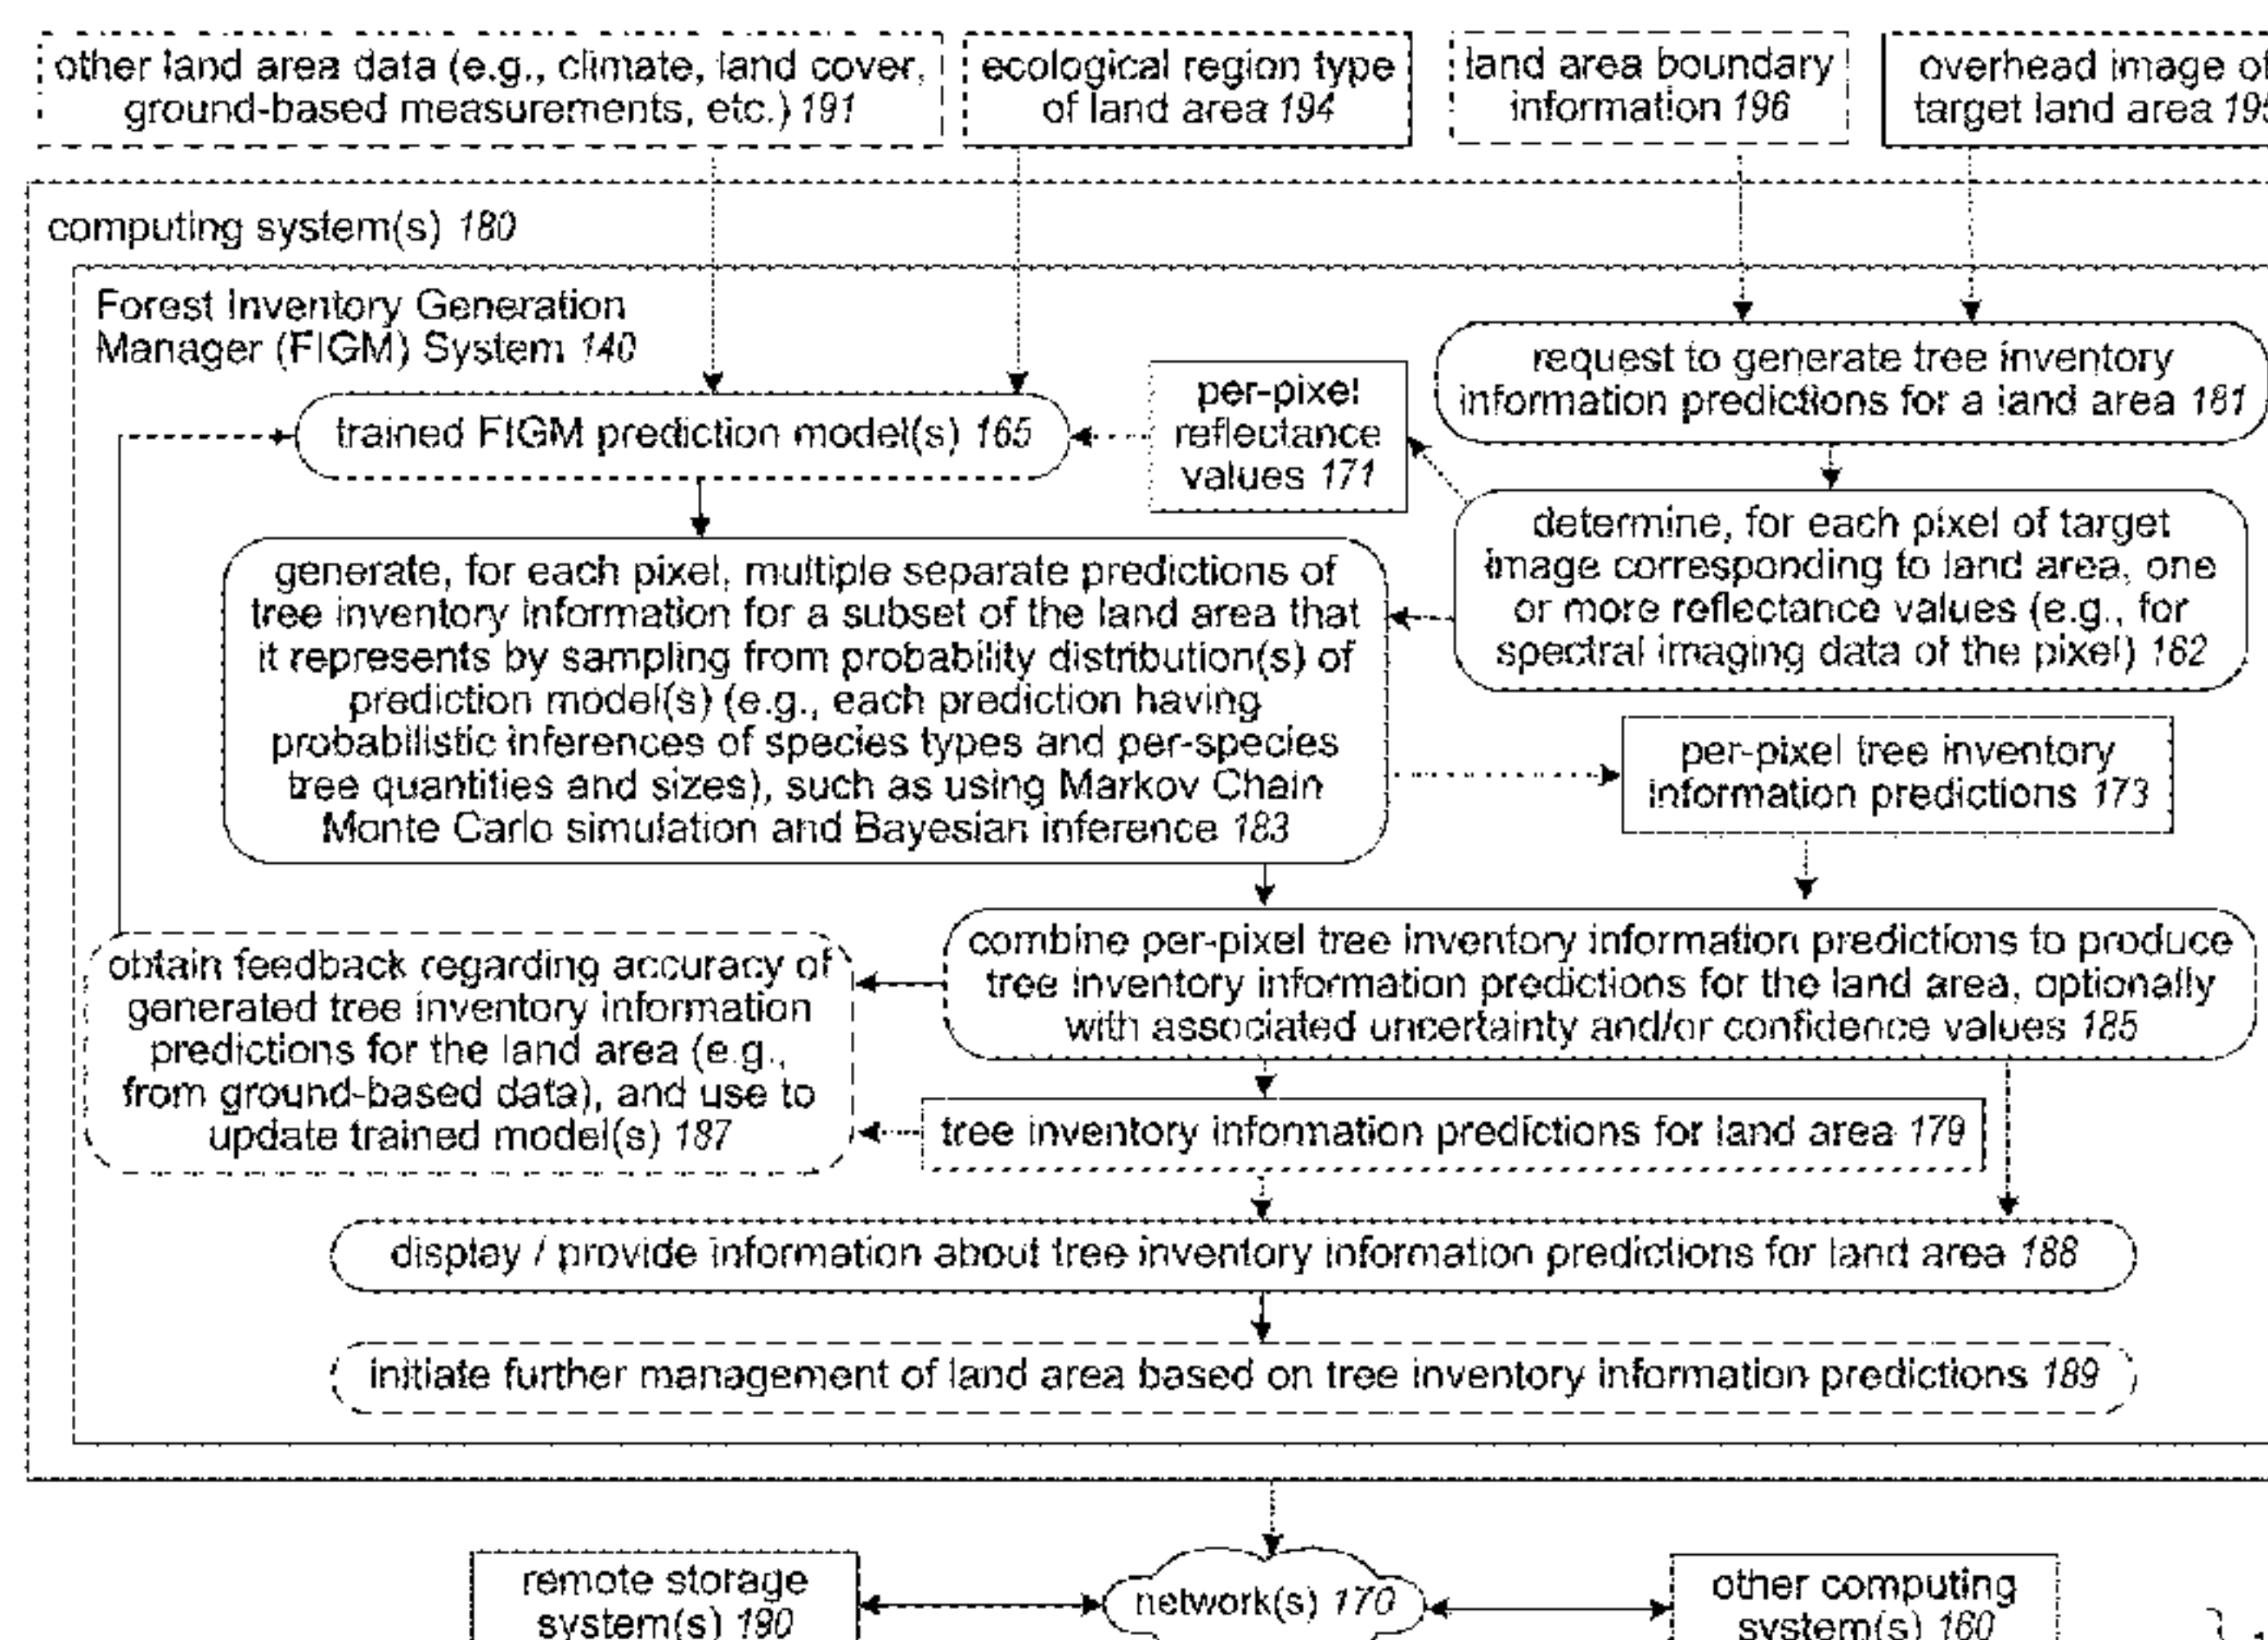 other land area data (e.g., climate, land cover,
ground-based measurements, etc.) 191
ecological region type
of land area 194
land area boundary
information 196
overhead image of
target land area 195
computing system(s) 180
Forest Inventory Generation
Manager (FIGM) System 140
trained FIGM prediction model(s) 165
per-pixel
reflectance
values 171
request to generate tree inventory
information predictions for a land area 181
determine, for each pixel of target
image corresponding to land area, one
or more reflectance values (e.g., for
spectral imaging data of the pixel) 182
generate, for each pixel, multiple separate predictions of
tree inventory information for a subset of the land area that
it represents by sampling from probability distribution(s) of
prediction model(s) (e.g., each prediction having
probabilistic inferences of species types and per-species
tree quantities and sizes), such as using Markov Chain
Monte Carlo simulation and Bayesian inference 183
per-pixel tree inventory
information predictions 173
combine per-pixel tree inventory information predictions to produce
tree inventory information predictions for the land area, optionally
with associated uncertainty and/or confidence values 185
obtain feedback regarding accuracy of
generated tree inventory information
predictions for the land area (e.g.,
from ground-based data), and use to
update trained model(s) 187
tree inventory information predictions for land area 179
display / provide information about tree inventory information predictions for land area 188
initiate further management of land area based on tree inventory information predictions 189
remote storage
system(s) 190
network(s) 170
other computing
system(s) 160